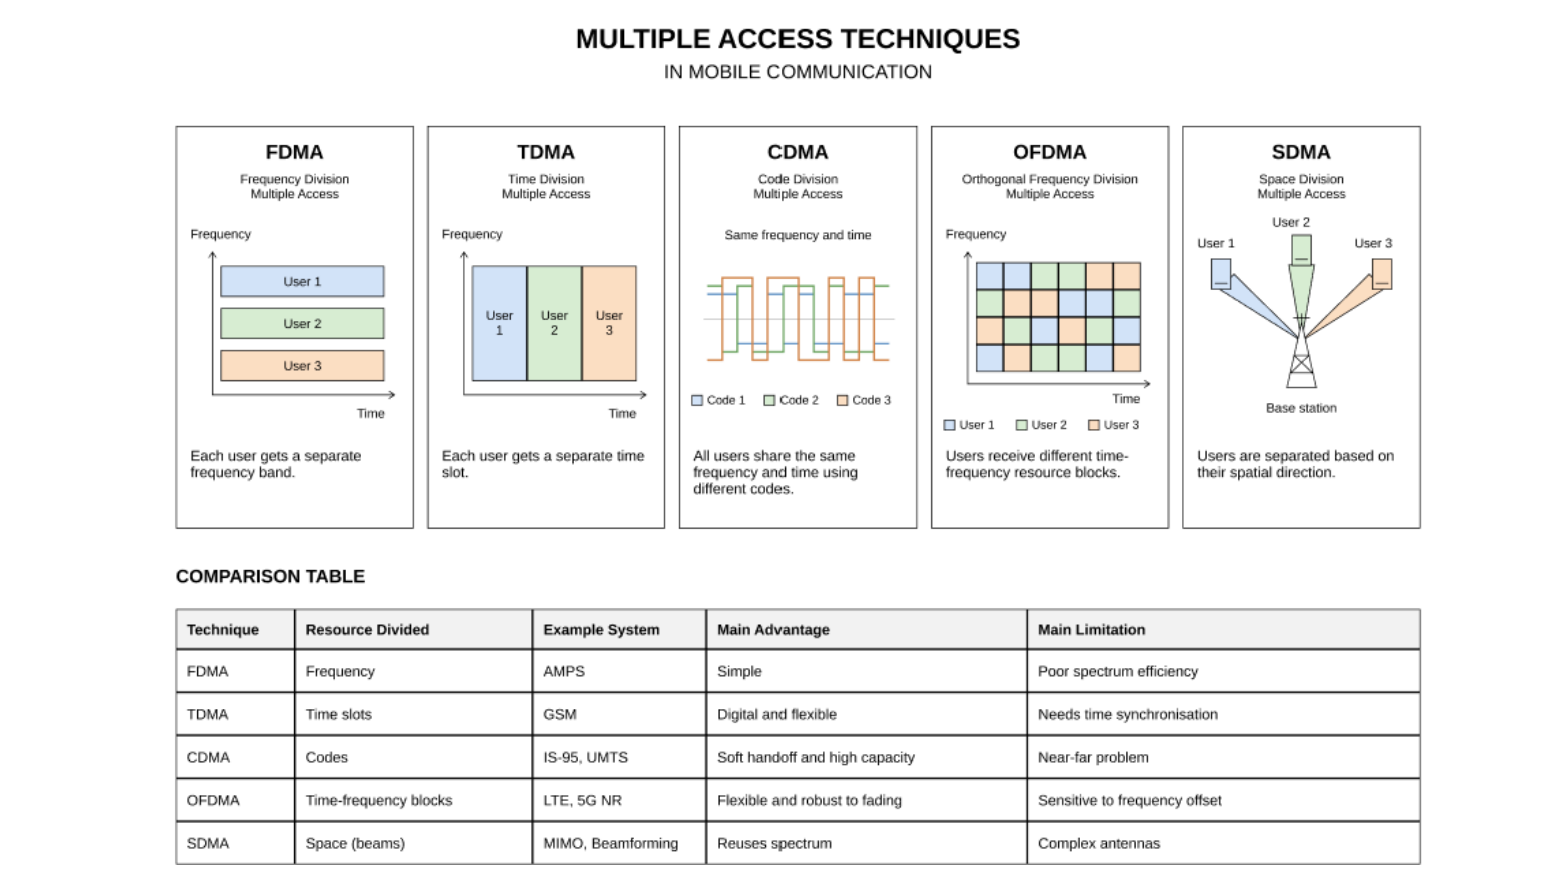 MULTIPLE ACCESS TECHNIQUES
IN MOBILE COMMUNICATION
FDMA
Frequency Division
Multiple Access
Frequency
User 1
User 2
User 3
Time
Each user gets a separate
frequency band.
TDMA
Time Division
Multiple Access
Frequency
User
1
User
2
User
3
Time
Each user gets a separate time
slot.
CDMA
Code Division
Multiple Access
Same frequency and time
Code 1 Code 2 Code 3
All users share the same
frequency and time using
different codes.
OFDMA
Orthogonal Frequency Division
Multiple Access
Frequency
Time
User 1 User 2 User 3
Users receive different time-
frequency resource blocks.
SDMA
Space Division
Multiple Access
User 2
User 1 User 3
Base station
Users are separated based on
their spatial direction.
COMPARISON TABLE
Technique Resource Divided Example System Main Advantage Main Limitation
FDMA Frequency AMPS Simple Poor spectrum efficiency
TDMA Time slots GSM Digital and flexible Needs time synchronisation
CDMA Codes IS-95, UMTS Soft handoff and high capacity Near-far problem
OFDMA Time-frequency blocks LTE, 5G NR Flexible and robust to fading Sensitive to frequency offset
SDMA Space (beams) MIMO, Beamforming Reuses spectrum Complex antennas